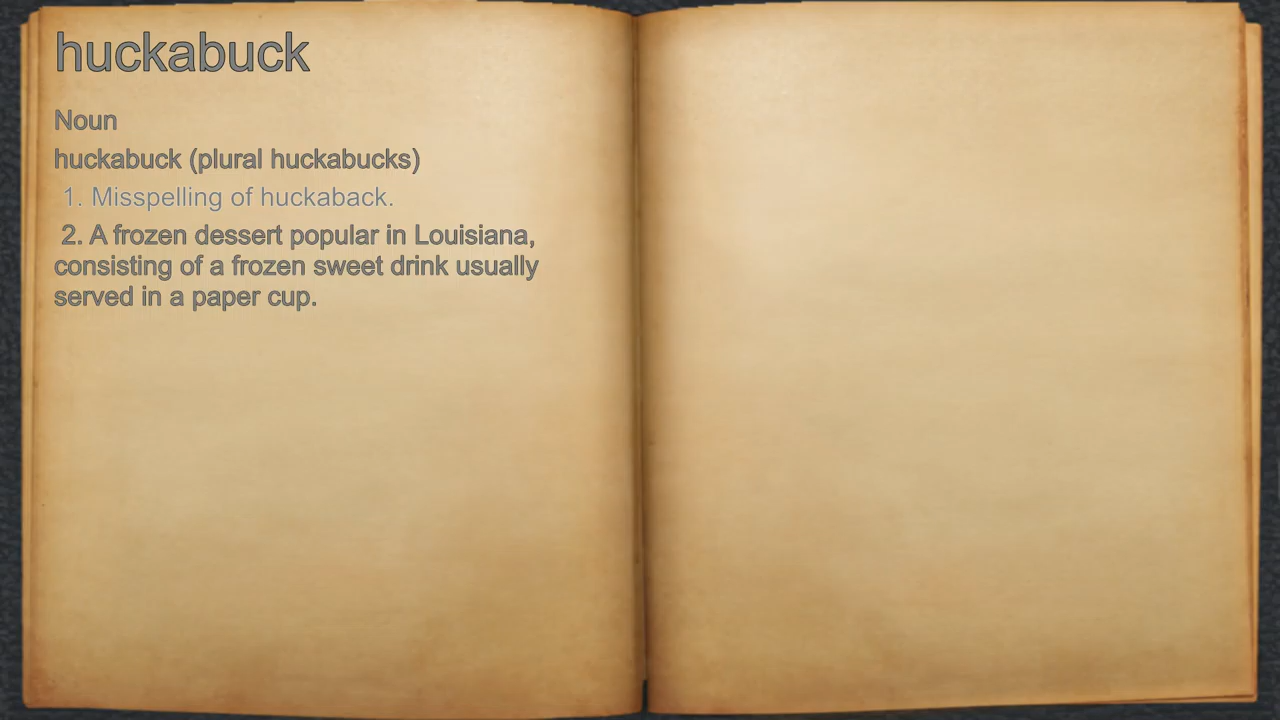 huckabuck
Noun
huckabuck (plural huckabucks)
1. Misspelling of huckaback.
2. A frozen dessert popular in Louisiana,
consisting of a frozen sweet drink usually
served in a paper cup.